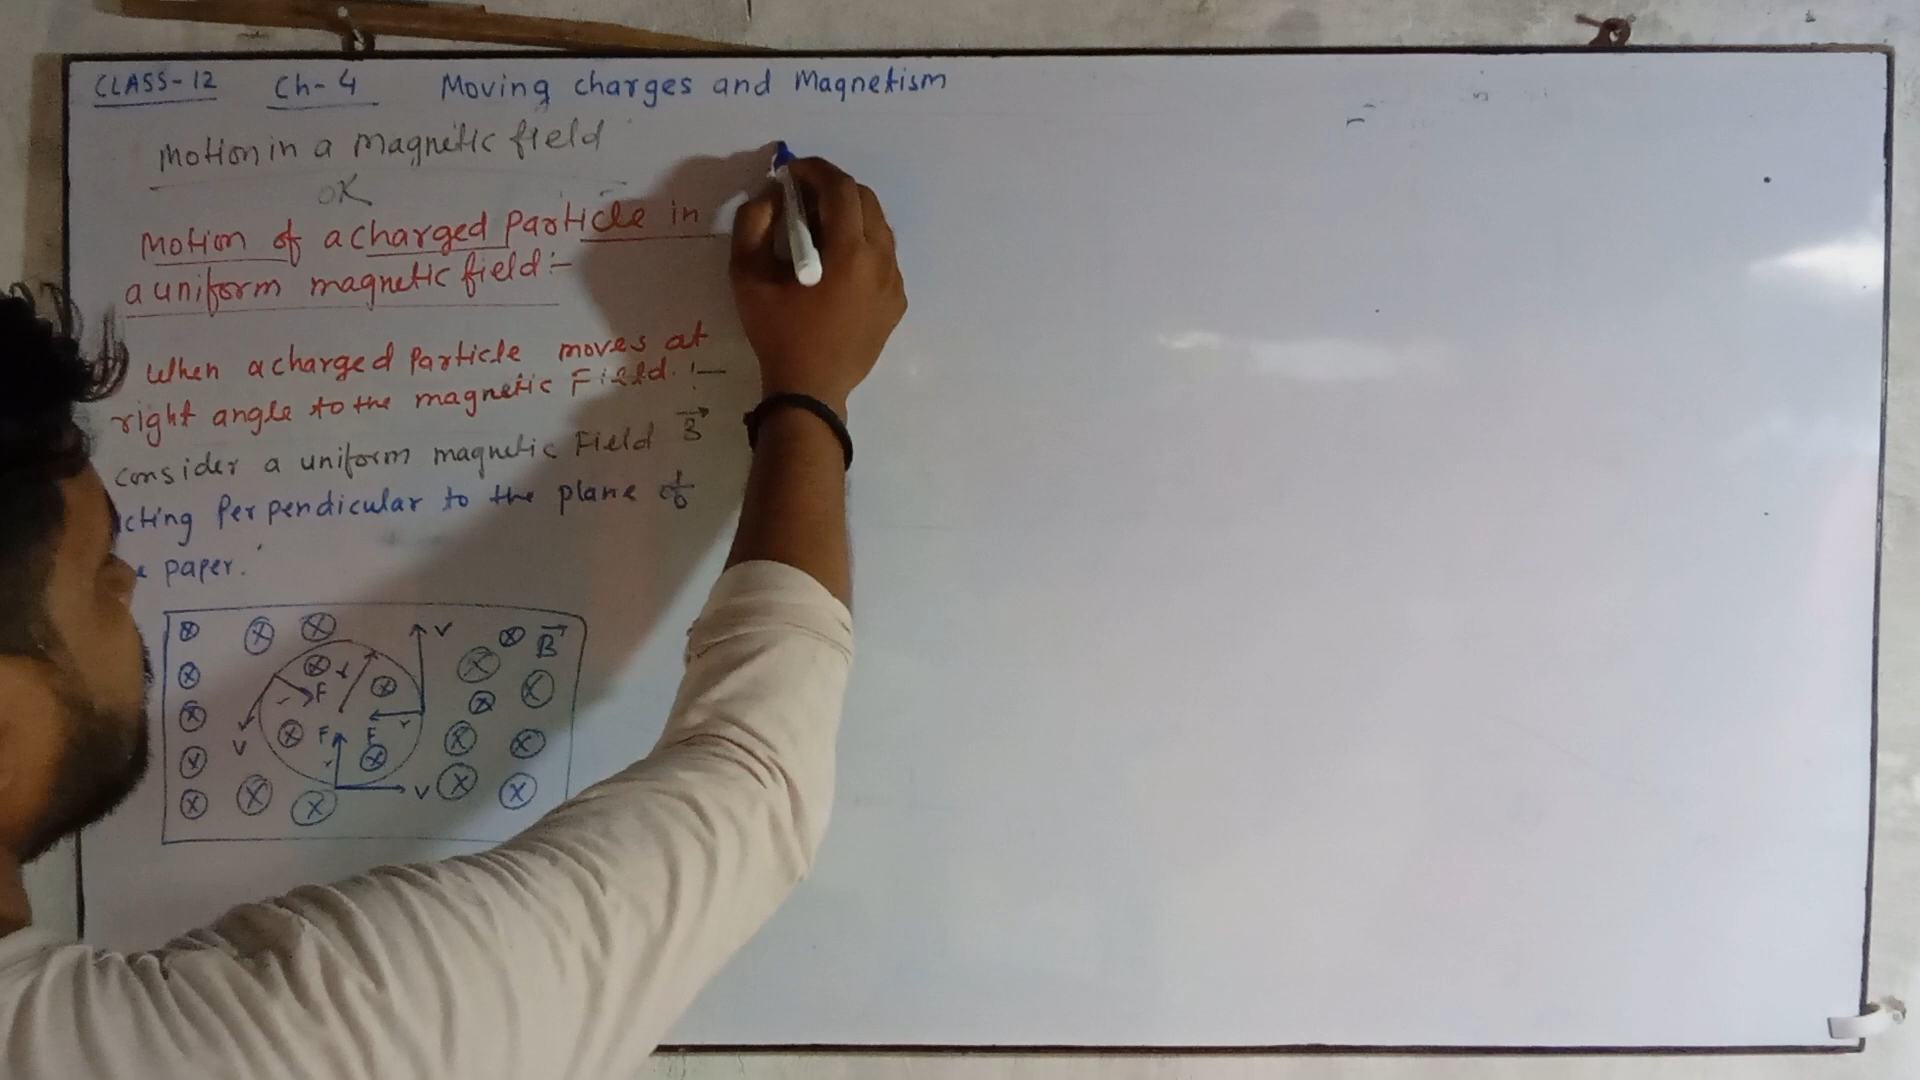 CLASS-12 Ch-4 Moving charges and Magnetism
Motion in a magnetic field
OR
Motion of a charged Particle in
a uniform magnetic field:-
When a charged Particle moves at
right angle to the magnetic Field:-
consider a uniform magnetic Field B
cting Perpendicular to the plane of
paper.
V
B
r
F
r
V
F
F
V